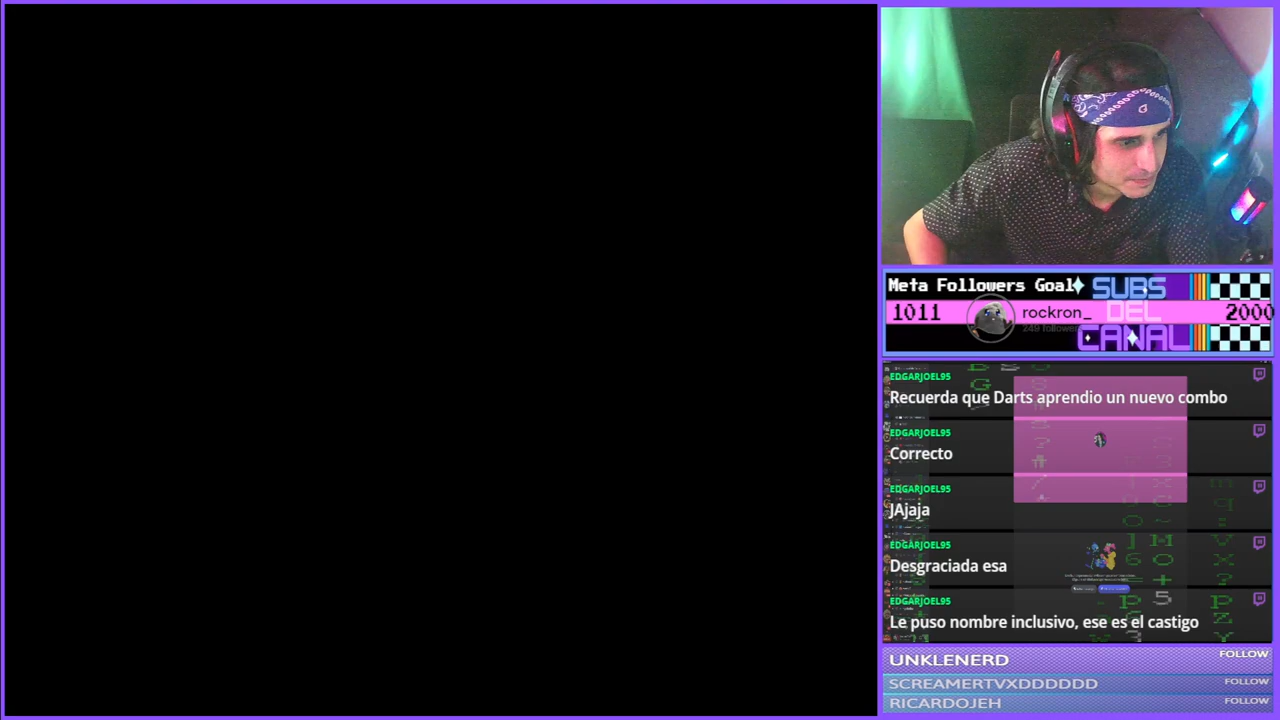 Meta Followers Goal
SUBS
DEL
CANAL
1011
rockron_
249 followers
2000
EDGARJOEL95
Recuerda que Darts aprendio un nuevo combo
EDGARJOEL95
Correcto
EDGARJOEL95
JAjaja
EDGARJOEL95
Desgraciada esa
EDGARJOEL95
Le puso nombre inclusivo, ese es el castigo
UNKLENERD FOLLOW
SCREAMERTVXDDDDDD FOLLOW
RICARDOJEH FOLLOW